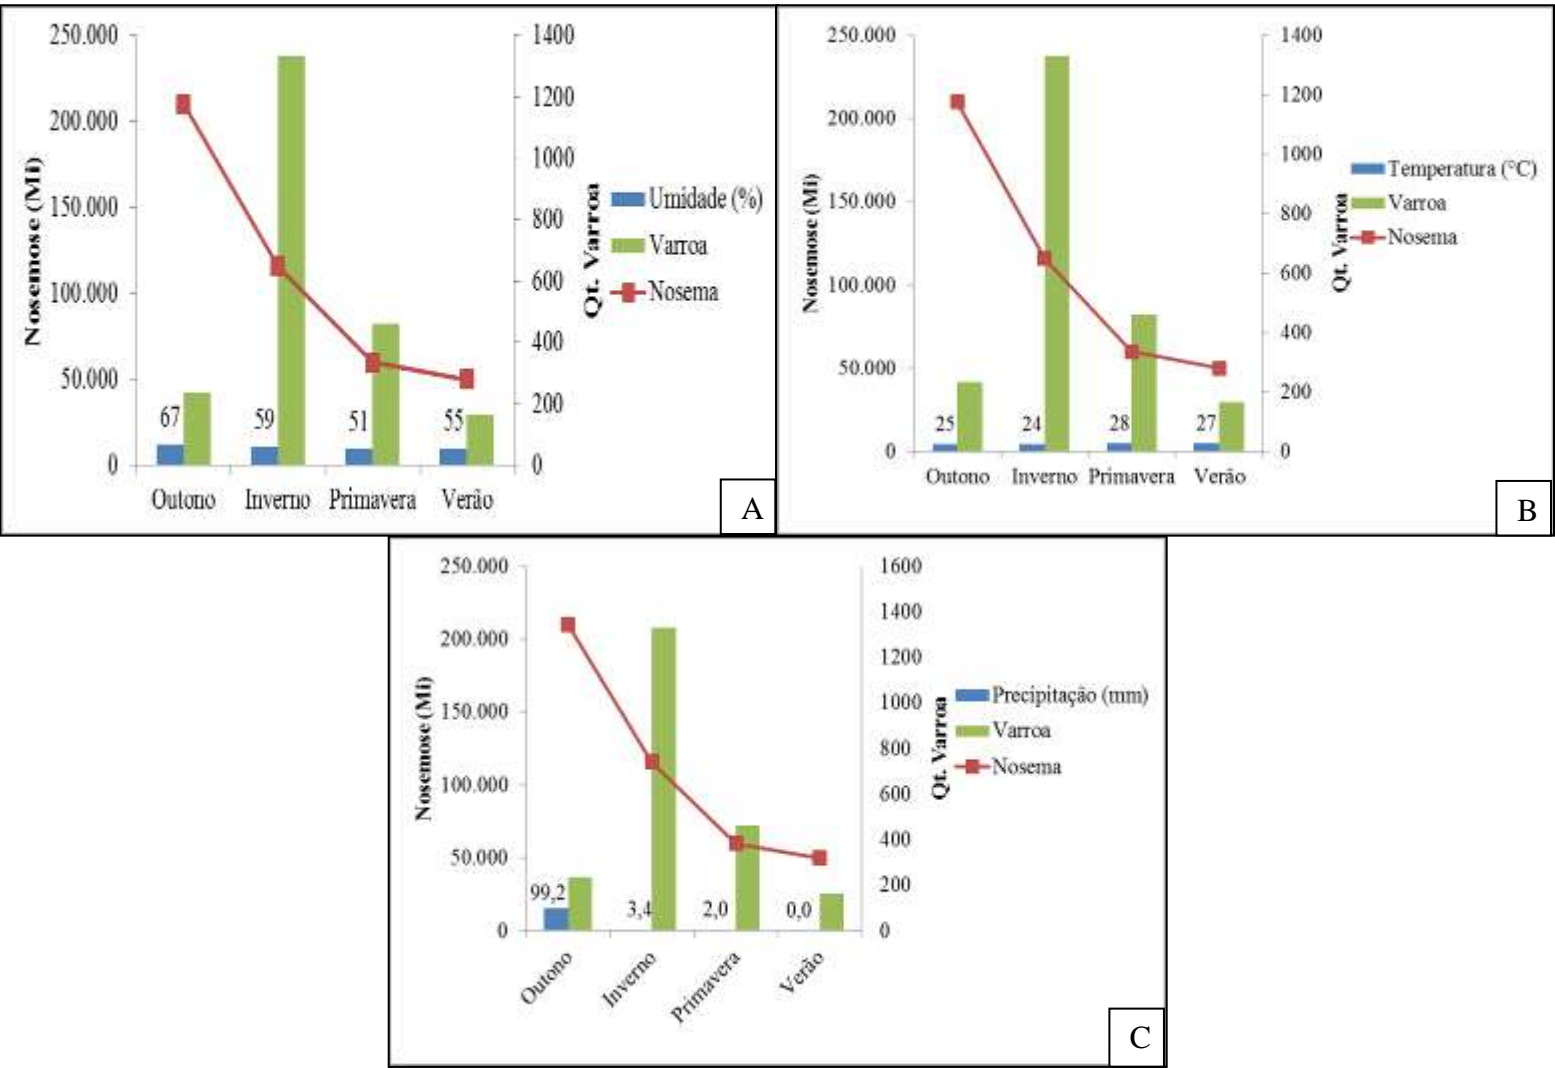 250.000
200.000
150.000
100.000
50.000
0
Nosemose (Mi)
1400
1200
1000
800
600
400
200
0
Qt. Varroa
67
59
51
55
Outono
Inverno
Primavera
Verão
Umidade (%)
Varroa
Nosema
A
250.000
200.000
150.000
100.000
50.000
0
Nosemose (Mi)
1400
1200
1000
800
600
400
200
0
Qt. Varroa
25
24
28
27
Outono
Inverno
Primavera
Verão
Temperatura (°C)
Varroa
Nosema
B
250.000
200.000
150.000
100.000
50.000
0
Nosemose (Mi)
1600
1400
1200
1000
800
600
400
200
0
Qt. Varroa
99,2
3,4
2,0
0,0
Outono
Inverno
Primavera
Verão
Precipitação (mm)
Varroa
Nosema
C